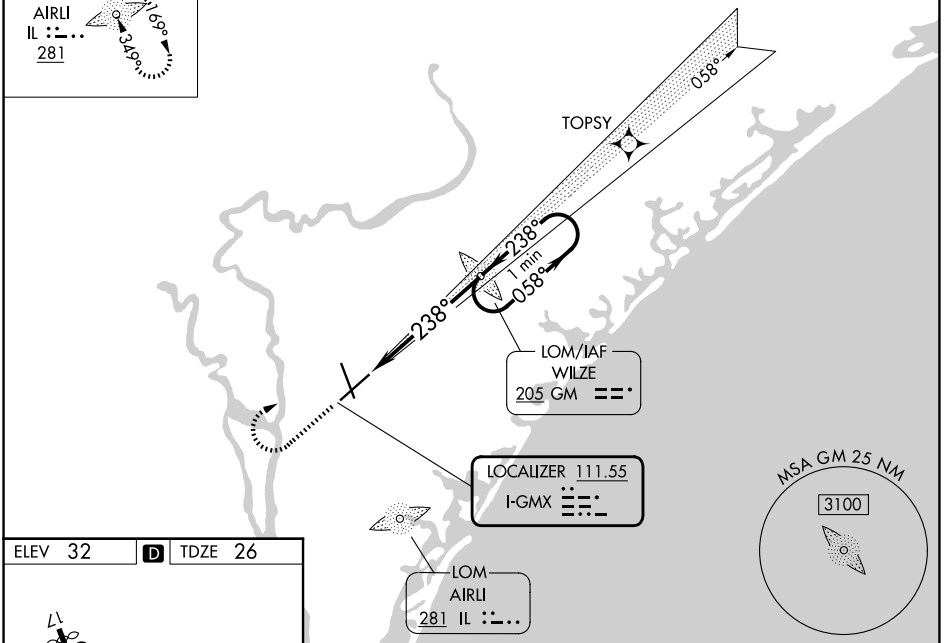 AIRLI
IL
281
169°
349°
058°
TOPSY
238°
1 min
058°
238°
LOM/IAF
WILZE
205 GM
LOCALIZER 111.55
I-GMX
MSA GM 25 NM
3100
ELEV 32 D TDZE 26
LOM
AIRLI
281 IL
17